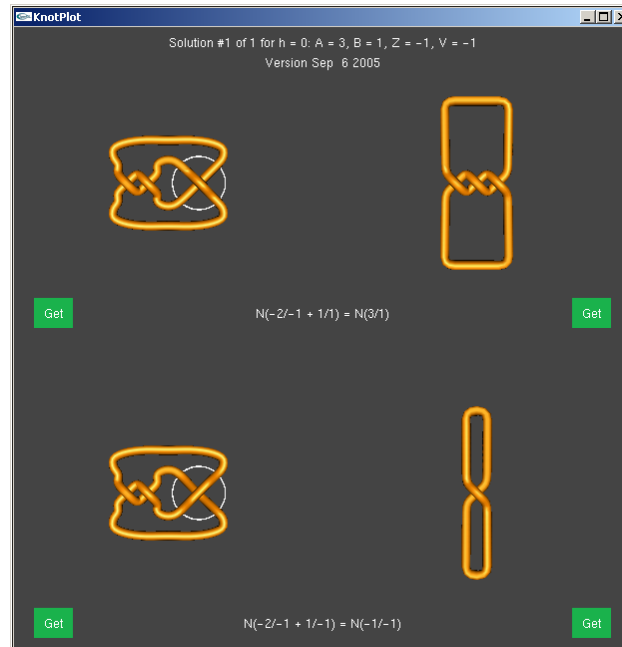 KnotPlot
Solution #1 of 1 for h = 0: A = 3, B = 1, Z = −1, V = −1
Version Sep  6 2005
Get
N(−2/−1 + 1/1) = N(3/1)
Get
Get
N(−2/−1 + 1/−1) = N(−1/−1)
Get